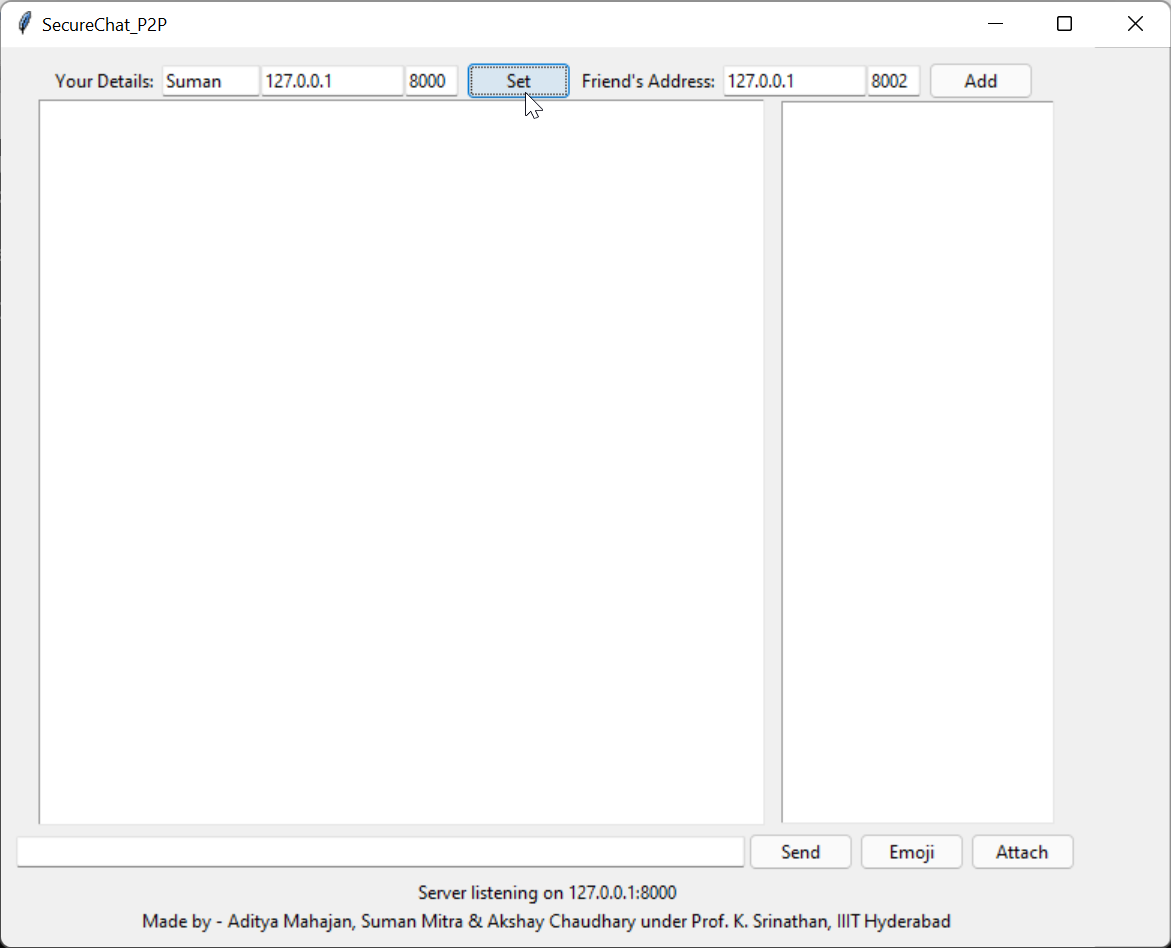 SecureChat_P2P
Your Details: Suman 127.0.0.1 8000 Set Friend's Address: 127.0.0.1 8002 Add
Send Emoji Attach
Server listening on 127.0.0.1:8000
Made by - Aditya Mahajan, Suman Mitra & Akshay Chaudhary under Prof. K. Srinathan, IIIT Hyderabad